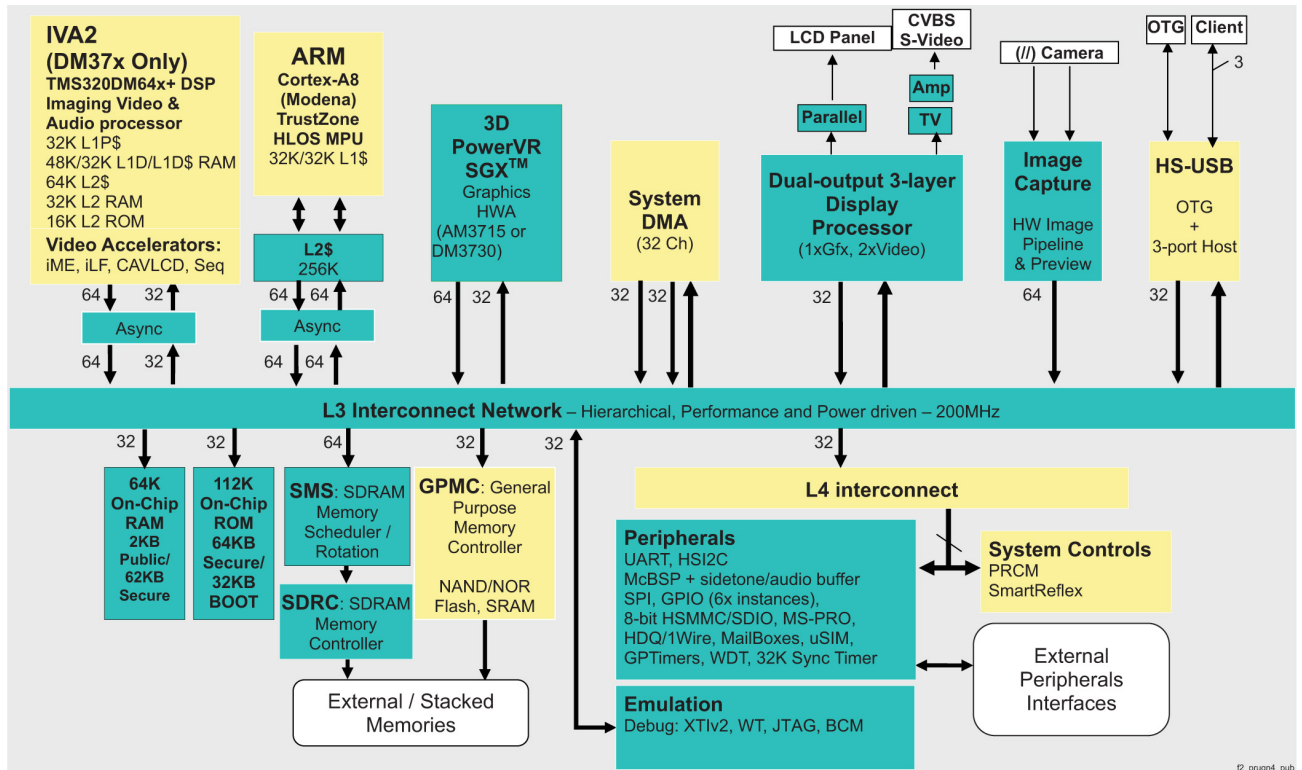 IVA2
(DM37x Only)
TMS320DM64x+ DSP
Imaging Video &
Audio processor
32K L1P$
48K/32K L1D/L1D$ RAM
64K L2$
32K L2 RAM
16K L2 ROM
Video Accelerators:
iME, iLF, CAVLCD, Seq
64
32
Async
64
32
ARM
Cortex-A8
(Modena)
TrustZone
HLOS MPU
32K/32K L1$
L2$
256K
64
64
Async
64
64
3D
PowerVR
SGX™
Graphics
HWA
(AM3715 or
DM3730)
64
32
System
DMA
(32 Ch)
32
32
LCD Panel
CVBS
S-Video
Amp
Parallel
TV
Dual-output 3-layer
Display
Processor
(1xGfx, 2xVideo)
32
(//) Camera
Image
Capture
HW Image
Pipeline
& Preview
64
OTG
Client
3
HS-USB
OTG
+
3-port Host
32
L3 Interconnect Network – Hierarchical, Performance and Power driven – 200MHz
32
32
64
32
32
32
64K
On-Chip
RAM
2KB
Public/
62KB
Secure
112K
On-Chip
ROM
64KB
Secure/
32KB
BOOT
SMS: SDRAM
Memory
Scheduler /
Rotation
SDRC: SDRAM
Memory
Controller
GPMC: General
Purpose
Memory
Controller
NAND/NOR
Flash, SRAM
External / Stacked
Memories
L4 interconnect
Peripherals
UART, HSI2C
McBSP + sidetone/audio buffer
SPI, GPIO (6x instances),
8-bit HSMMC/SDIO, MS-PRO,
HDQ/1Wire, MailBoxes, uSIM,
GPTimers, WDT, 32K Sync Timer
System Controls
PRCM
SmartReflex
External
Peripherals
Interfaces
Emulation
Debug: XTIv2, WT, JTAG, BCM
f2_prugn4_pub